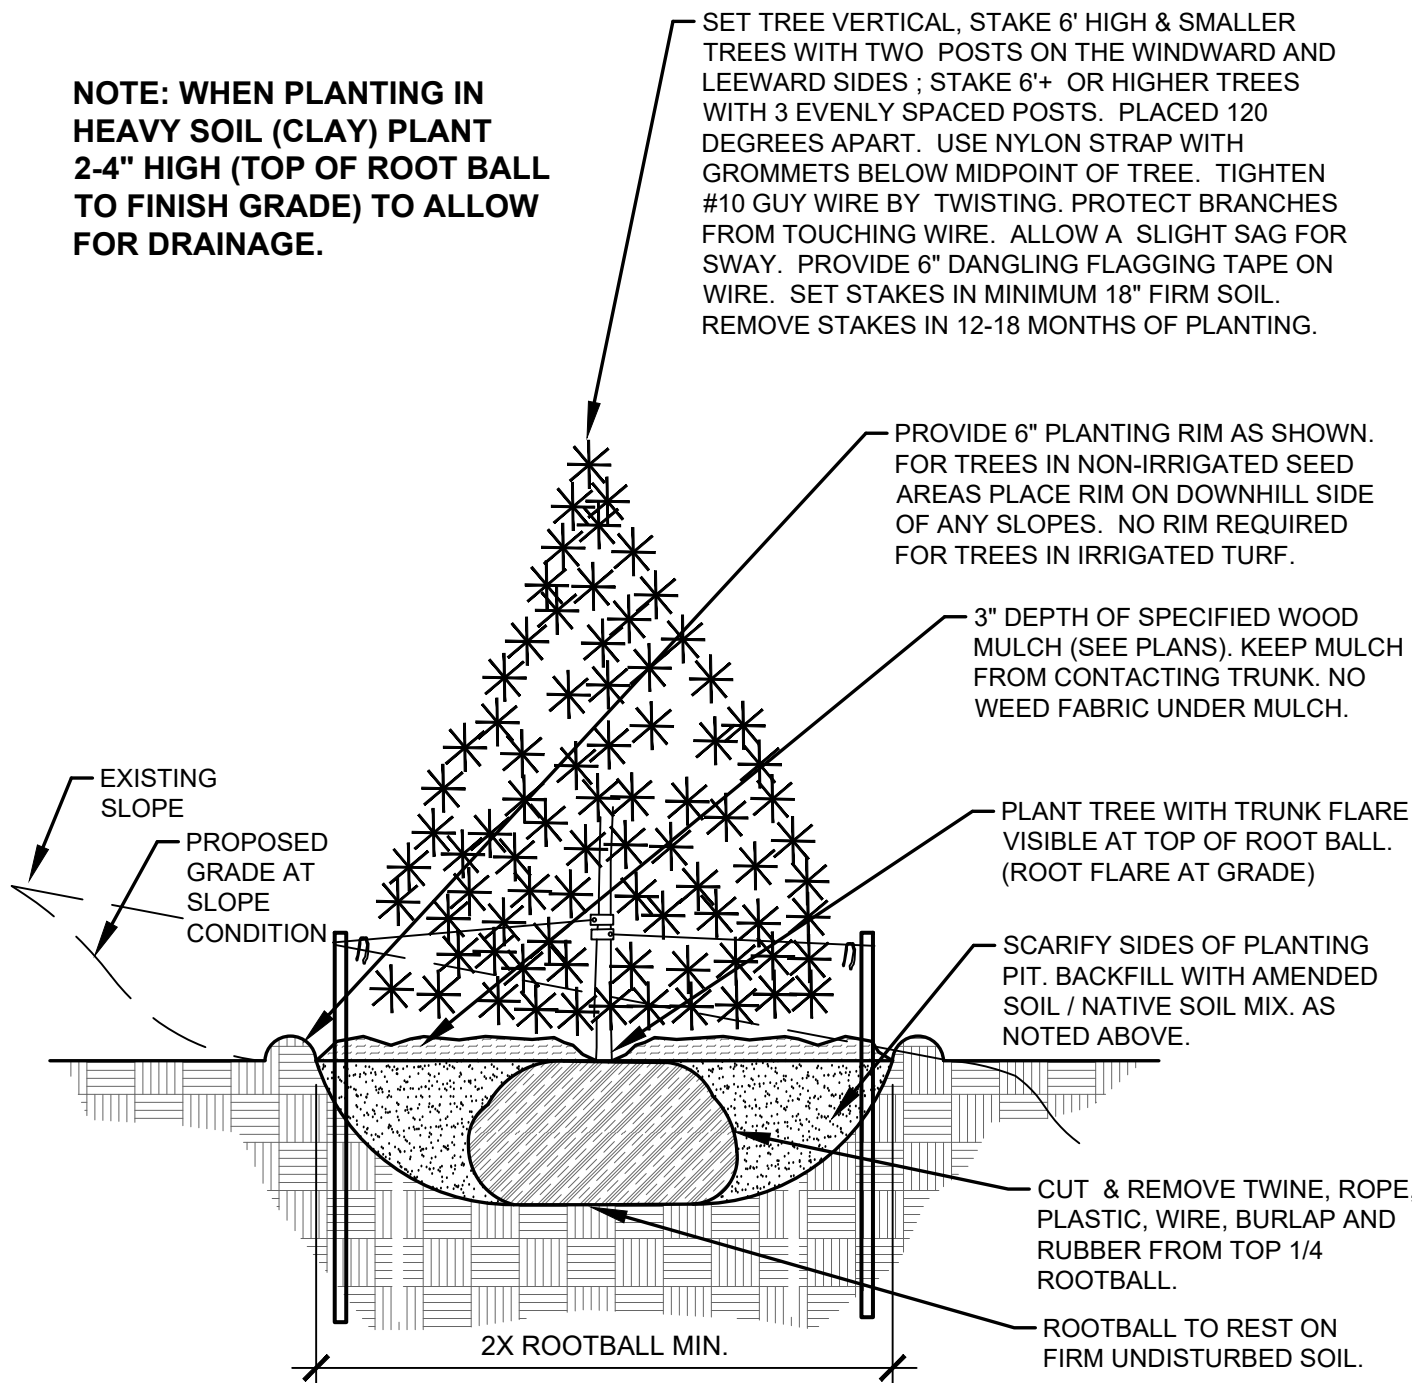 SET TREE VERTICAL, STAKE 6' HIGH & SMALLER
TREES WITH TWO POSTS ON THE WINDWARD AND
LEEWARD SIDES ; STAKE 6'+ OR HIGHER TREES
WITH 3 EVENLY SPACED POSTS. PLACED 120
DEGREES APART. USE NYLON STRAP WITH
GROMMETS BELOW MIDPOINT OF TREE. TIGHTEN
#10 GUY WIRE BY TWISTING. PROTECT BRANCHES
FROM TOUCHING WIRE. ALLOW A SLIGHT SAG FOR
SWAY. PROVIDE 6" DANGLING FLAGGING TAPE ON
WIRE. SET STAKES IN MINIMUM 18" FIRM SOIL.
REMOVE STAKES IN 12-18 MONTHS OF PLANTING.
NOTE: WHEN PLANTING IN
HEAVY SOIL (CLAY) PLANT
2-4" HIGH (TOP OF ROOT BALL
TO FINISH GRADE) TO ALLOW
FOR DRAINAGE.
PROVIDE 6" PLANTING RIM AS SHOWN.
FOR TREES IN NON-IRRIGATED SEED
AREAS PLACE RIM ON DOWNHILL SIDE
OF ANY SLOPES. NO RIM REQUIRED
FOR TREES IN IRRIGATED TURF.
3" DEPTH OF SPECIFIED WOOD
MULCH (SEE PLANS). KEEP MULCH
FROM CONTACTING TRUNK. NO
WEED FABRIC UNDER MULCH.
EXISTING
SLOPE
PROPOSED
GRADE AT
SLOPE
CONDITION
PLANT TREE WITH TRUNK FLARE
VISIBLE AT TOP OF ROOT BALL.
(ROOT FLARE AT GRADE)
SCARIFY SIDES OF PLANTING
PIT. BACKFILL WITH AMENDED
SOIL / NATIVE SOIL MIX. AS
NOTED ABOVE.
CUT & REMOVE TWINE, ROPE,
PLASTIC, WIRE, BURLAP AND
RUBBER FROM TOP 1/4
ROOTBALL.
ROOTBALL TO REST ON
FIRM UNDISTURBED SOIL.
2X ROOTBALL MIN.